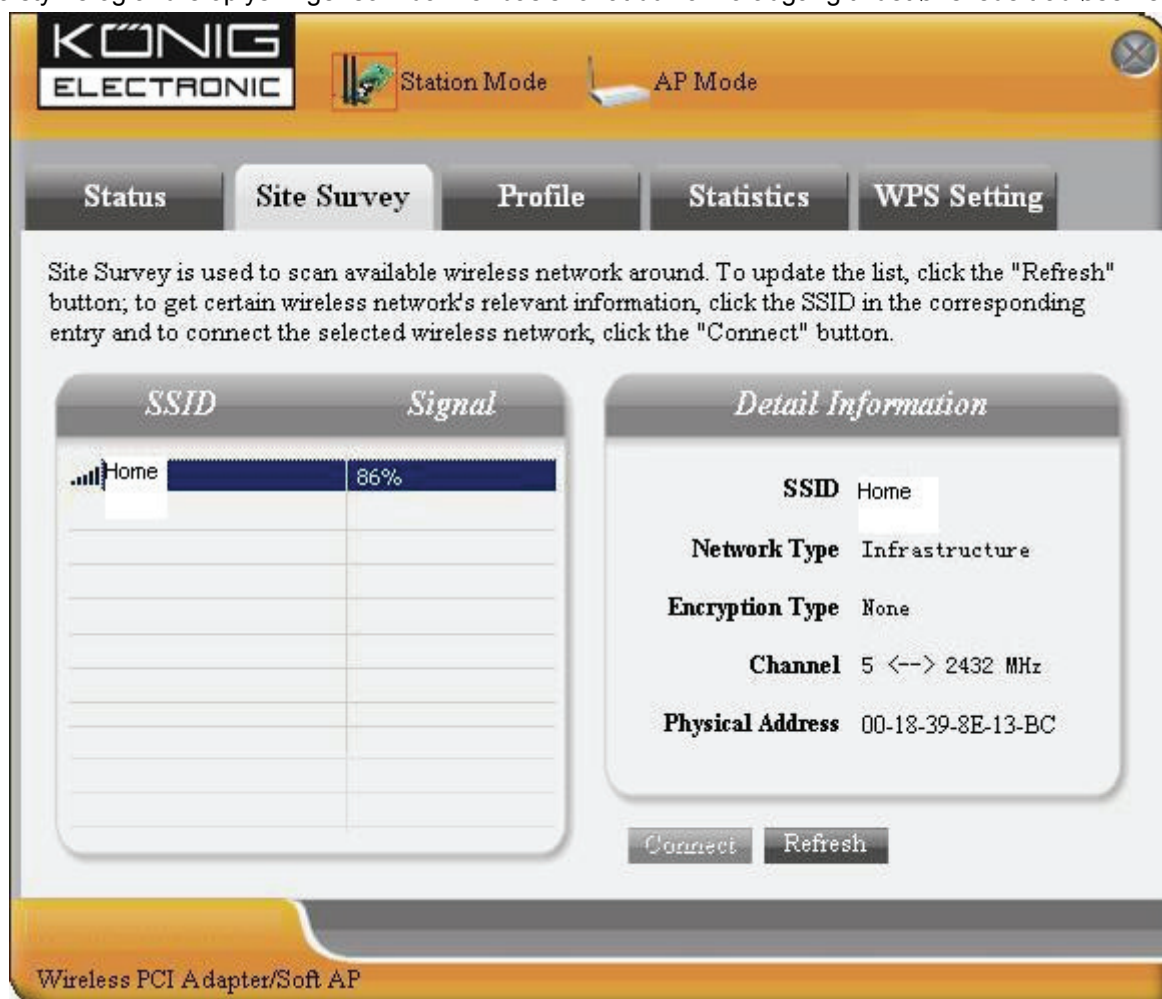 KÖNIG
ELECTRONIC
Station Mode
AP Mode
Status
Site Survey
Profile
Statistics
WPS Setting
Site Survey is used to scan available wireless network around. To update the list, click the "Refresh"
button; to get certain wireless network's relevant information, click the SSID in the corresponding
entry and to connect the selected wireless network, click the "Connect" button.
SSID Signal
Home 86%
Detail Information
SSID Home
Network Type Infrastructure
Encryption Type None
Channel 5 <--> 2432 MHz
Physical Address 00-18-39-8E-13-BC
Connect Refresh
Wireless PCI Adapter/Soft AP